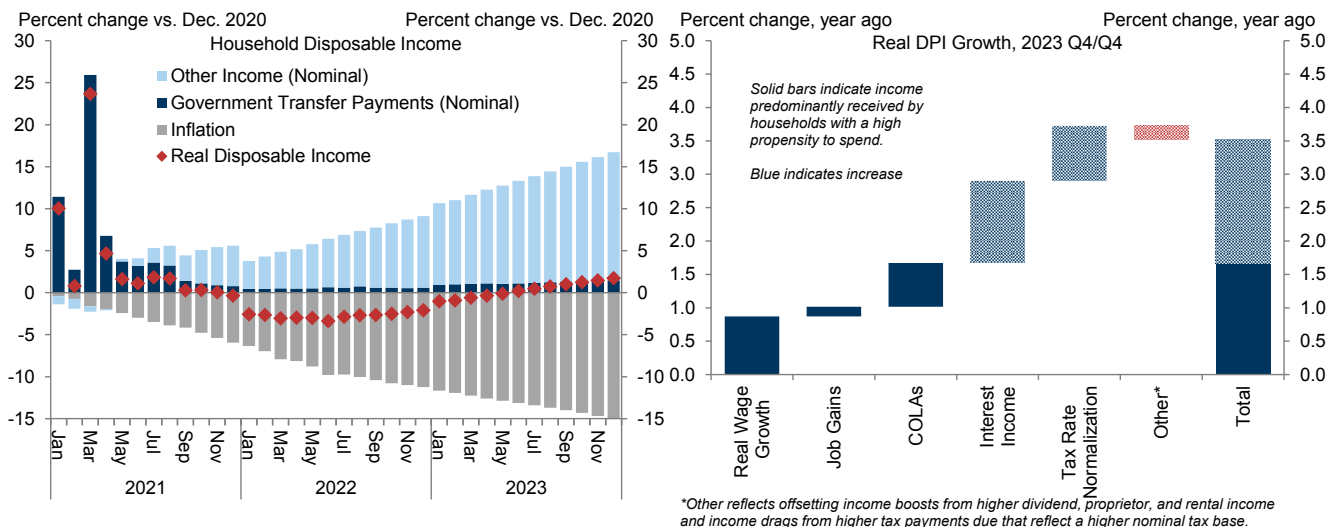 Percent change vs. Dec. 2020
Percent change vs. Dec. 2020
Household Disposable Income
Other Income (Nominal)
Government Transfer Payments (Nominal)
Inflation
Real Disposable Income
30
25
20
15
10
5
0
-5
-10
-15
30
25
20
15
10
5
0
-5
-10
-15
Jan
Mar
May
Jul
Sep
Nov
Jan
Mar
May
Jul
Sep
Nov
Jan
Mar
May
Jul
Sep
Nov
2021
2022
2023
Percent change, year ago
Percent change, year ago
Real DPI Growth, 2023 Q4/Q4
Solid bars indicate income
predominantly received by
households with a high
propensity to spend.
Blue indicates increase
5.0
4.5
4.0
3.5
3.0
2.5
2.0
1.5
1.0
0.5
0.0
5.0
4.5
4.0
3.5
3.0
2.5
2.0
1.5
1.0
0.5
0.0
Real Wage
Growth
Job Gains
COLAs
Interest
Income
Tax Rate
Normalization
Other*
Total
*Other reflects offsetting income boosts from higher dividend, proprietor, and rental income
and income drags from higher tax payments due that reflect a higher nominal tax base.